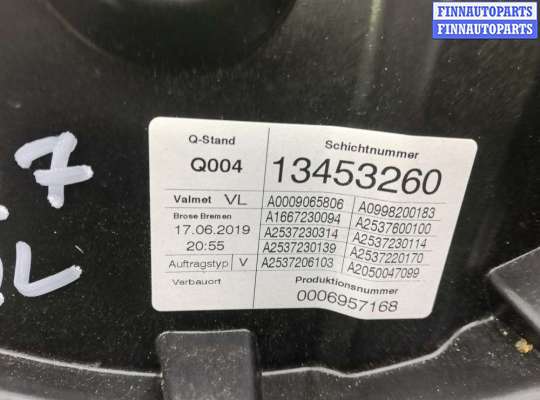 FINNAUTOPARTS
FINNAUTOPARTS
7
L
Q-Stand
Q004
Schichtnummer
13453260
Valmet VL
Brose Bremen
17.06.2019
20:55
Auftragstyp V
Verbauort
A0009065806 A0998200183
A1667230094 A2537600100
A2537230314 A2537230114
A2537230139 A2537220170
A2537206103 A2050047099
Produktionsnummer
0006957168